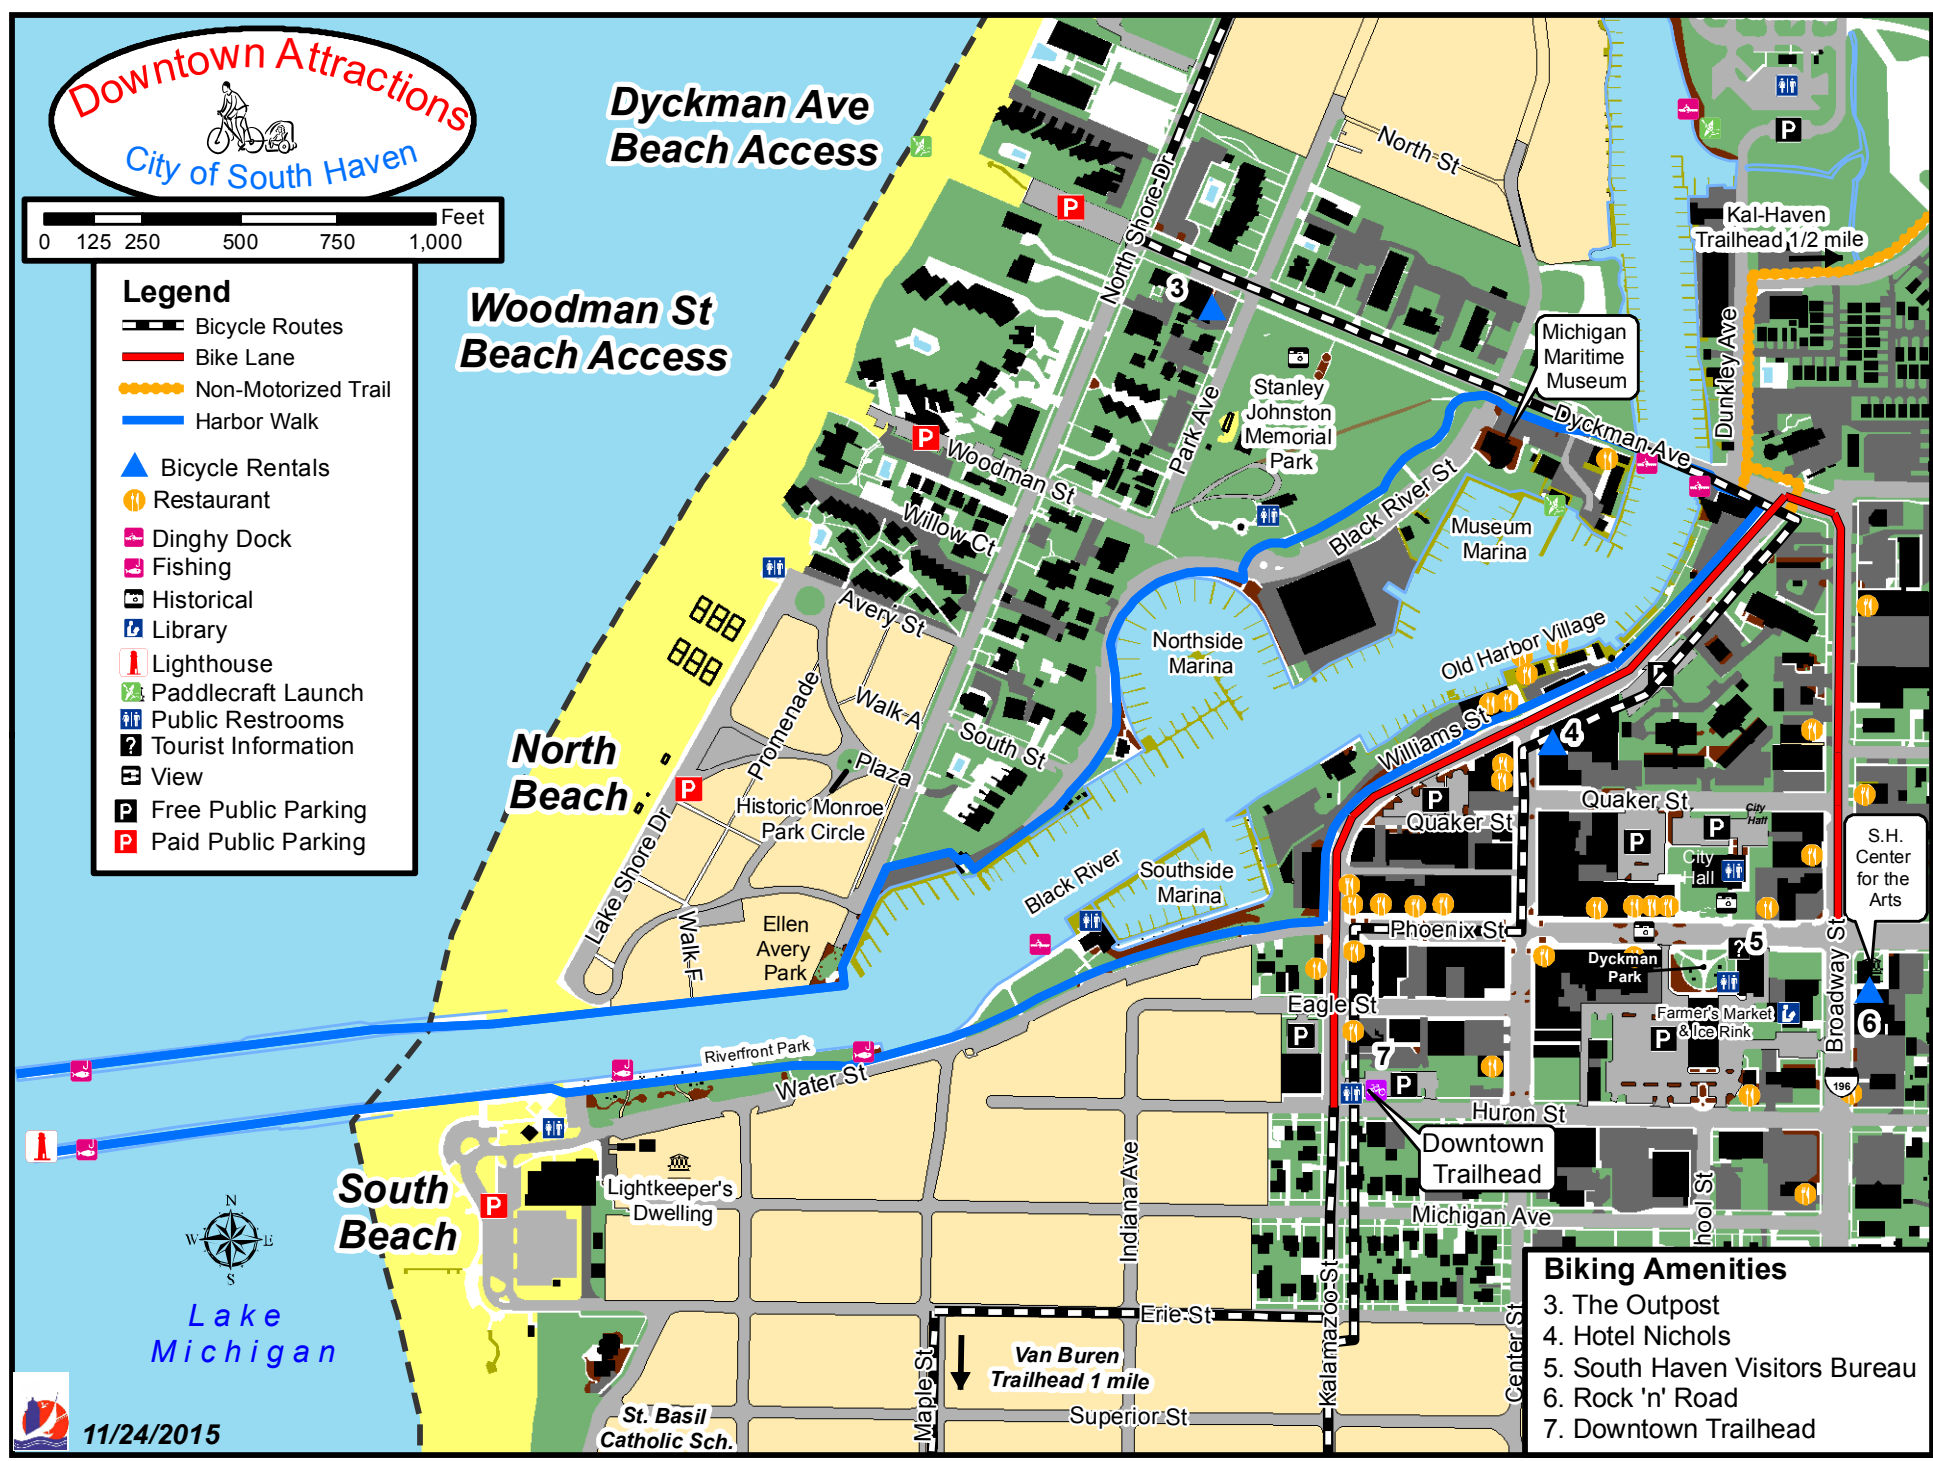 Downtown Attractions
City of South Haven
Feet
0 125 250 500 750 1,000
Legend
Bicycle Routes
Bike Lane
Non-Motorized Trail
Harbor Walk
Bicycle Rentals
Restaurant
Dinghy Dock
Fishing
Historical
Library
Lighthouse
Paddlecraft Launch
Public Restrooms
? Tourist Information
View
P Free Public Parking
P Paid Public Parking
Dyckman Ave
Beach Access
Woodman St
Beach Access
North
Beach
South
Beach
Lake
Michigan
N
W E
S
11/24/2015
North Shore Dr
North St
P
P
Kal-Haven
Trailhead 1/2 mile
Dunkley Ave
3
Michigan
Maritime
Museum
Stanley
Johnston
Memorial
Park
Park Ave
Dyckman Ave
P
Woodman St
Willow Ct
Black River St
Museum
Marina
Avery St
Northside
Marina
Old Harbor Village
Promenade
Walk A
South St
Plaza
P
Historic Monroe
Park Circle
Lake Shore Dr
Walk F
Ellen
Avery
Park
Williams St
P
4
Black River
Southside
Marina
P
Quaker St
Quaker St.
City
Hall
P
P
City
Hall
S.H.
Center
for the
Arts
Phoenix St
?
5
Dyckman
Park
Broadway St
Eagle St
P
Farmer's Market
& Ice Rink
P
6
7
P
196
Riverfront Park
Water St
Huron St
Downtown
Trailhead
P
Lightkeeper's
Dwelling
Indiana Ave
Michigan Ave
hool St
Kalamazoo St
Center St
Erie St
Van Buren
Trailhead 1 mile
Maple St
Superior St
St. Basil
Catholic Sch.
Biking Amenities
3. The Outpost
4. Hotel Nichols
5. South Haven Visitors Bureau
6. Rock 'n' Road
7. Downtown Trailhead